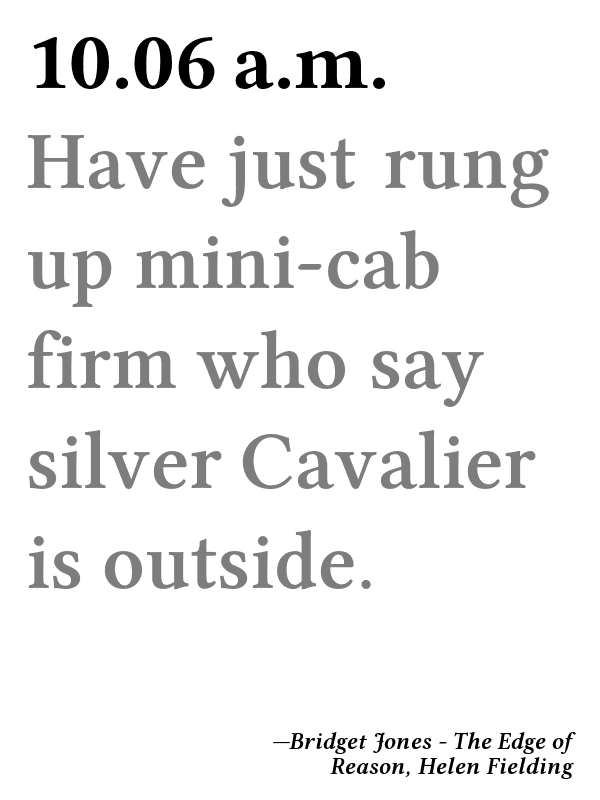 10.06 a.m.
Have just rung
up mini-cab
firm who say
silver Cavalier
is outside.
—Bridget Jones - The Edge of
Reason, Helen Fielding